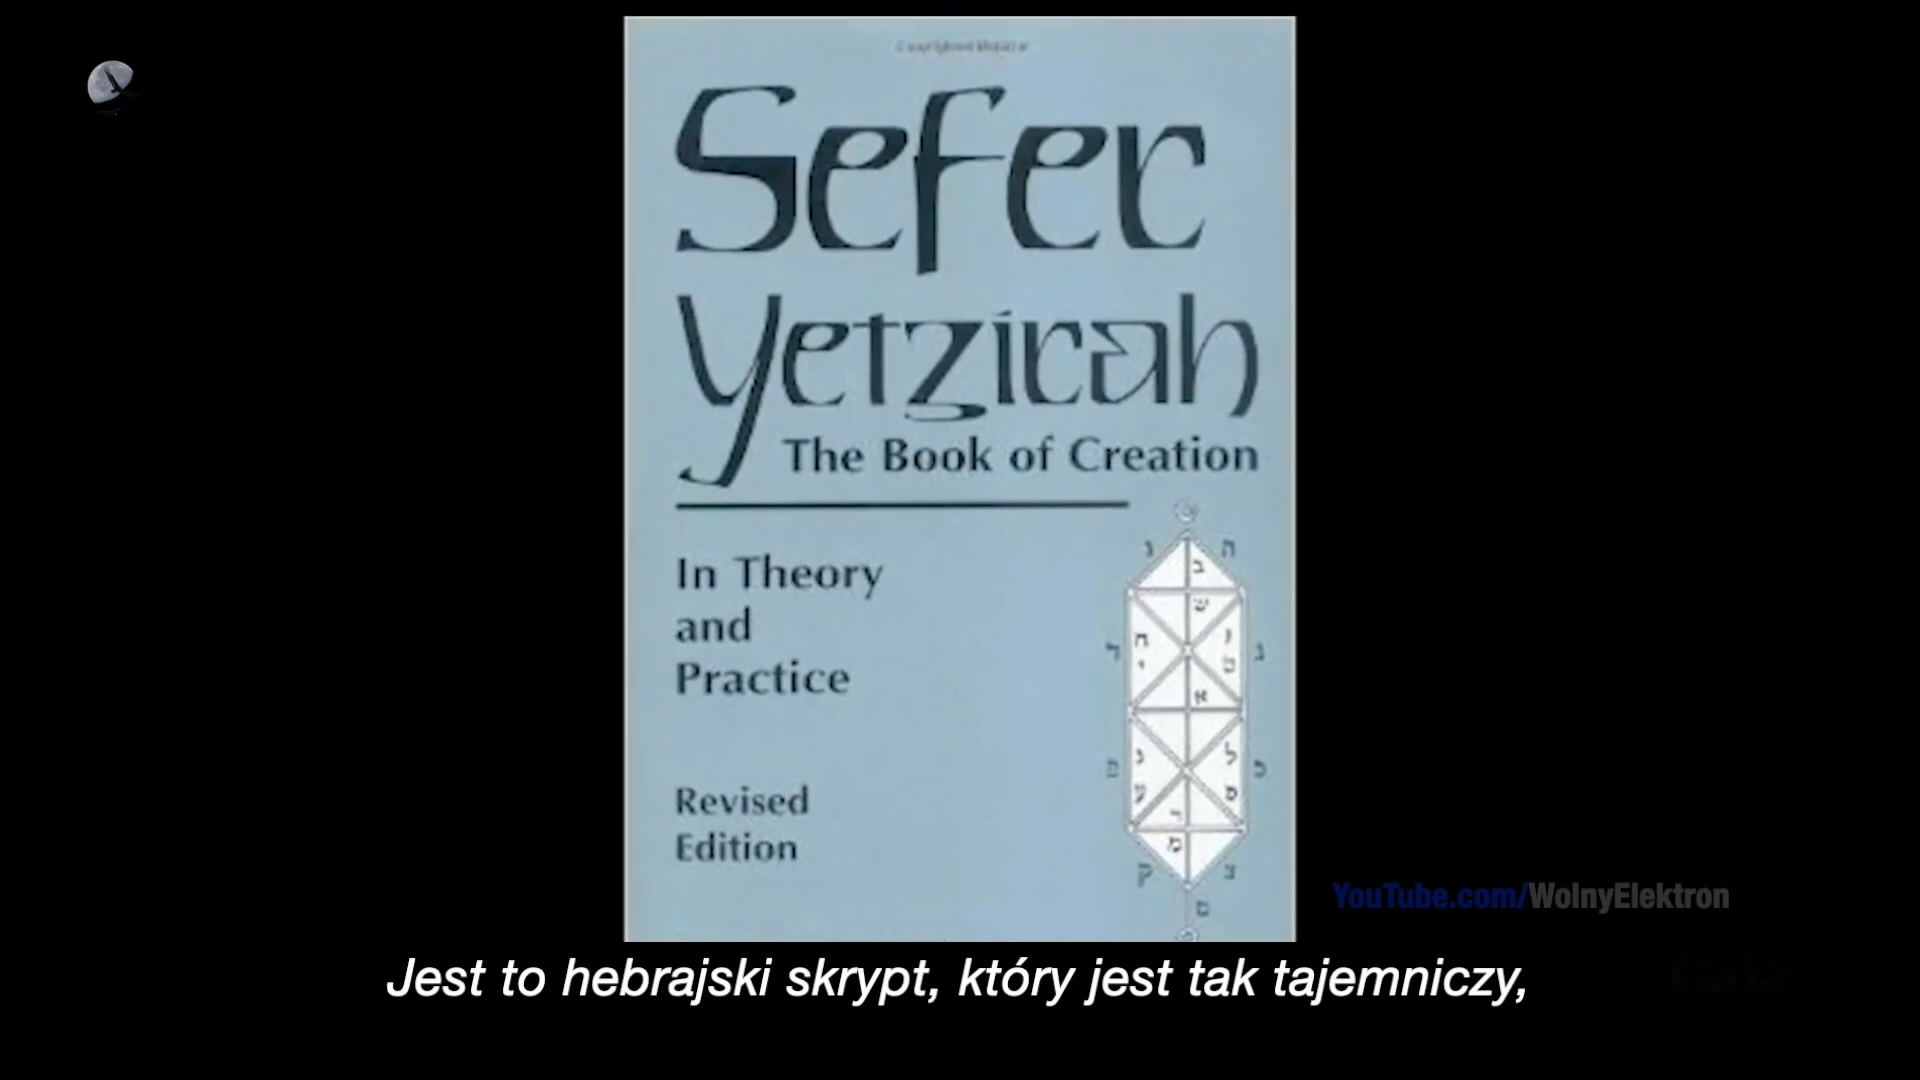 Sefer
Yetzirah
The Book of Creation
In Theory
and
Practice
Revised
Edition
YouTube.com/WolnyElektron
Jest to hebrajski skrypt, który jest tak tajemniczy,